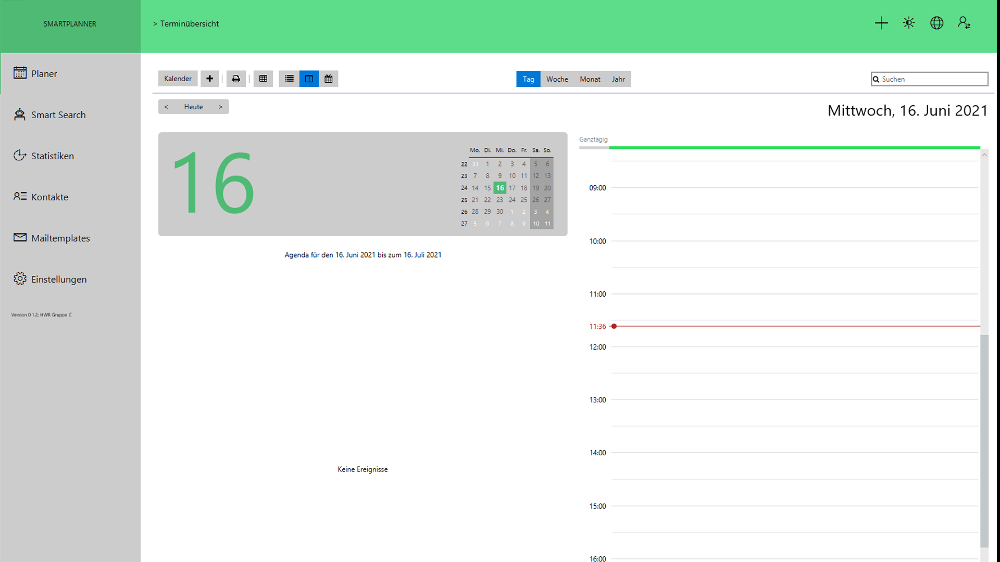 SMARTPLANNER
> Terminübersicht
Planer
Smart Search
Statistiken
Kontakte
Mailtemplates
Einstellungen
Version 0.1.2; HWR Gruppe C
Kalender
Tag Woche Monat Jahr
Suchen
< Heute >
Mittwoch, 16. Juni 2021
16
Mo. Di. Mi. Do. Fr. Sa. So.
22 31 1 2 3 4 5 6
23 7 8 9 10 11 12 13
24 14 15 16 17 18 19 20
25 21 22 23 24 25 26 27
26 28 29 30 1 2 3 4
27 5 6 7 8 9 10 11
Agenda für den 16. Juni 2021 bis zum 16. Juli 2021
Keine Ereignisse
Ganztägig
09:00
10:00
11:00
11:36
12:00
13:00
14:00
15:00
16:00